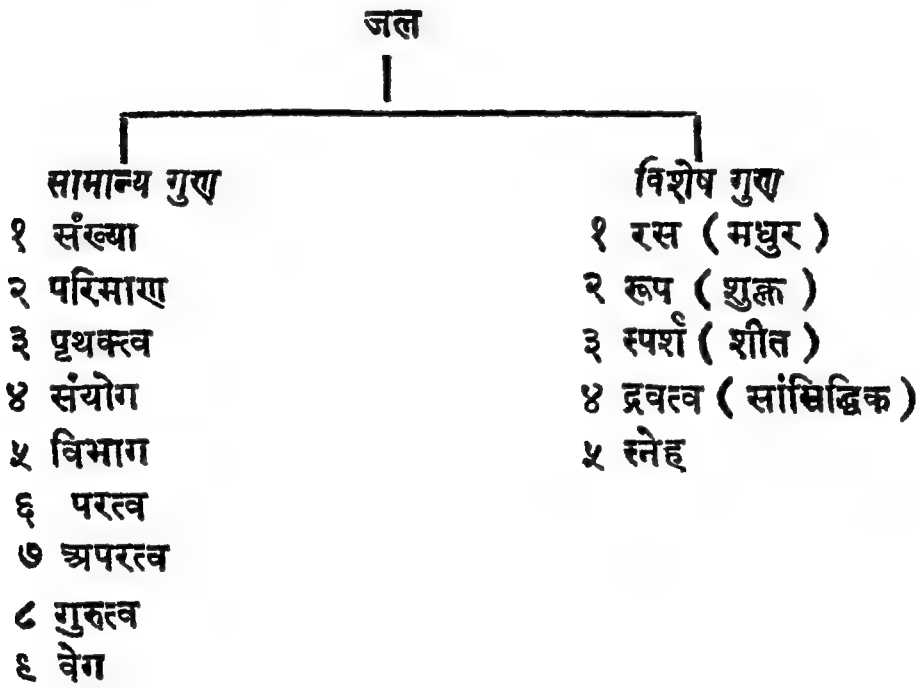 जल
सामान्य गुण
१ संख्या
२ परिमाण
३ पृथक्त्व
४ संयोग
५ विभाग
६ परत्व
७ अपरत्व
८ गुरुत्व
९ वेग
विशेष गुण
१ रस ( मधुर )
२ रूप ( शुक्ल )
३ स्पर्श ( शीत )
४ द्रवत्व ( सांसिद्धिक )
५ स्नेह